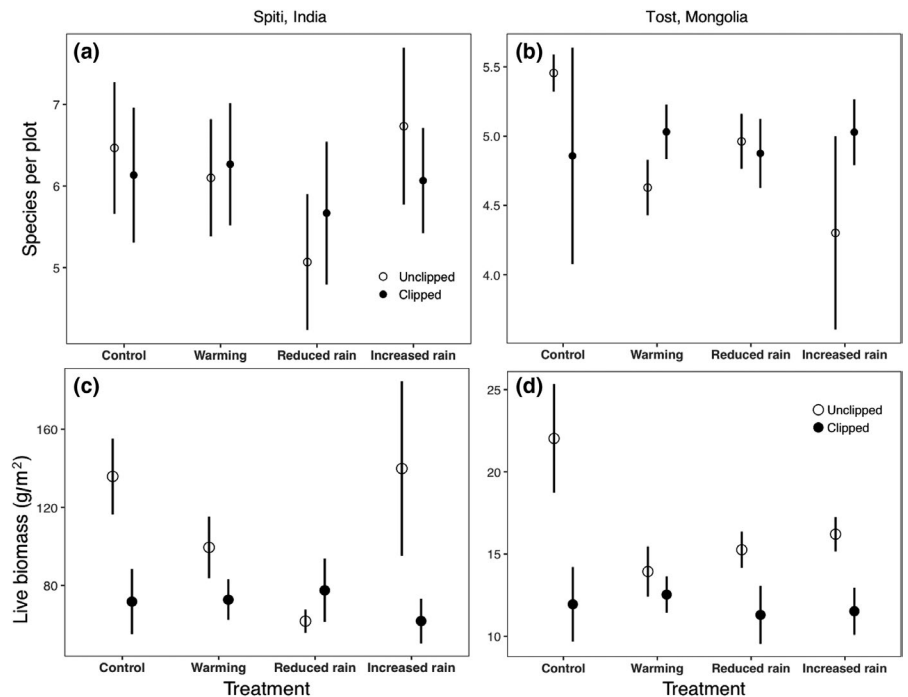 Spiti, India
Tost, Mongolia
(a)
Species per plot
7
6
5
Unclipped
Clipped
Control Warming Reduced rain Increased rain
(b)
5.5
5.0
4.5
4.0
Control Warming Reduced rain Increased rain
(c)
Live biomass (g/m²)
160
120
80
Control Warming Reduced rain Increased rain
Treatment
(d)
25
20
15
10
Unclipped
Clipped
Control Warming Reduced rain Increased rain
Treatment